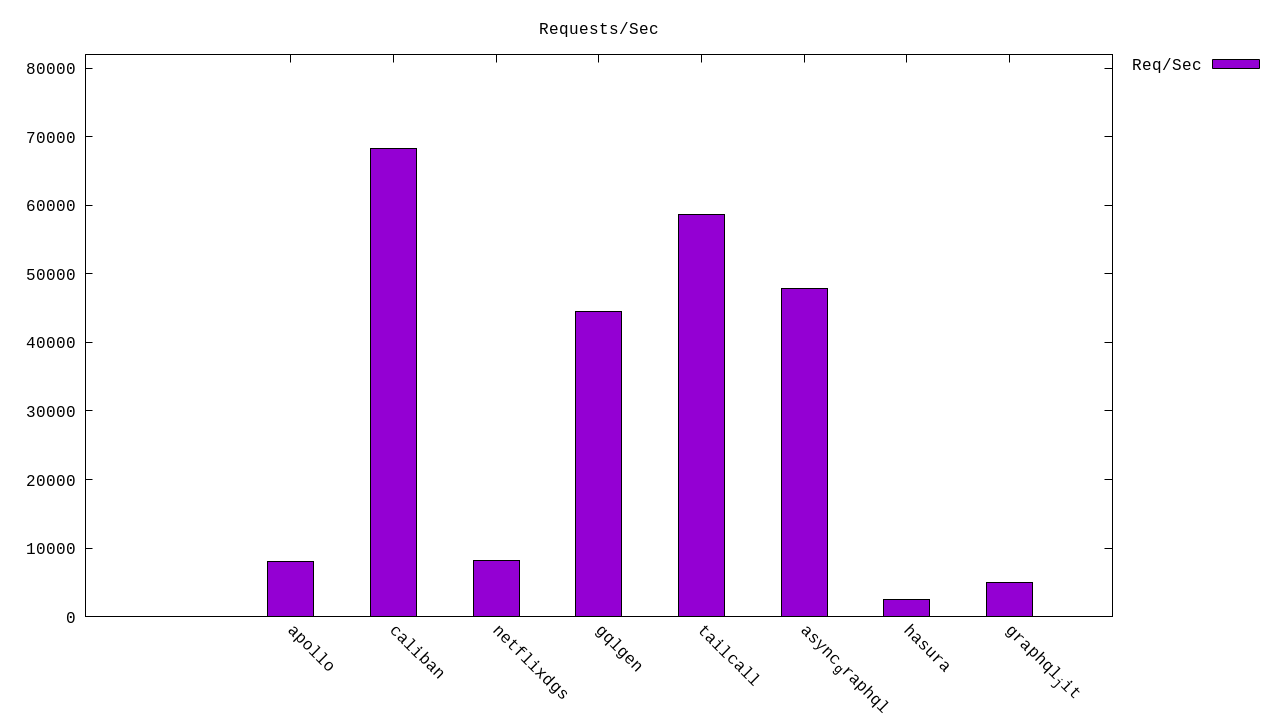 Requests/Sec
Req/Sec
80000
70000
60000
50000
40000
30000
20000
10000
0
apollo
caliban
netflixdgs
gqlgen
tailcall
async_graphql
hasura
graphql_jit